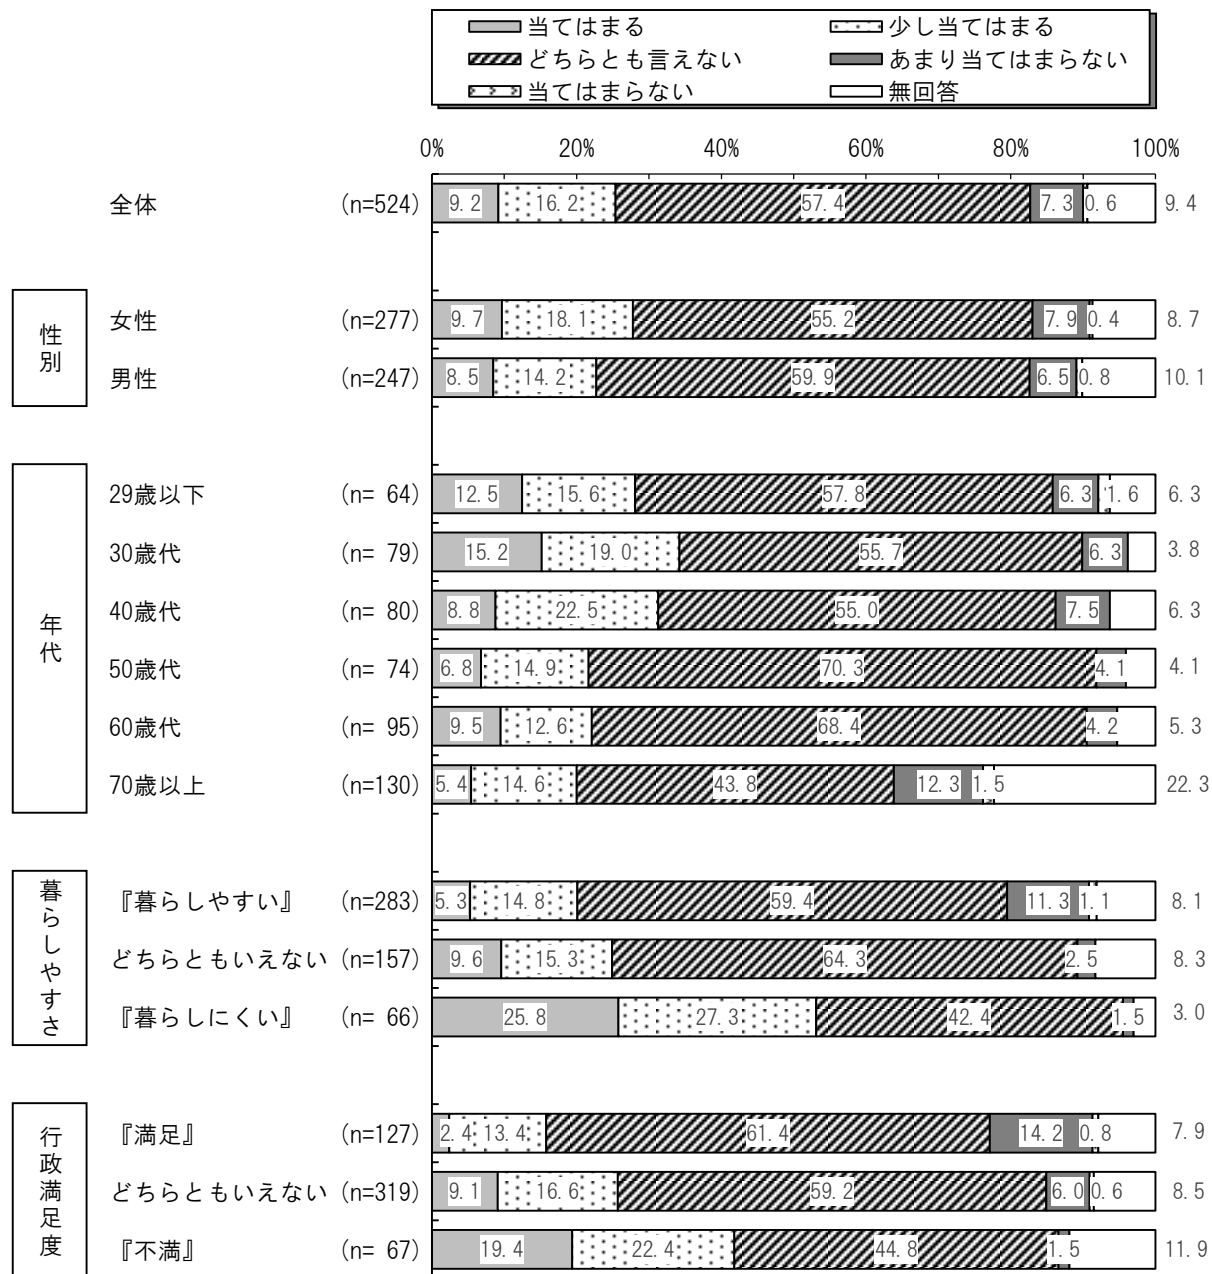 当てはまる 少し当てはまる
どちらとも言えない あまり当てはまらない
当てはまらない 無回答
0% 20% 40% 60% 80% 100%
全体 (n=524) 9.2 16.2 57.4 7.3 0.6 9.4
性別
女性 (n=277) 9.7 18.1 55.2 7.9 0.4 8.7
男性 (n=247) 8.5 14.2 59.9 6.5 0.8 10.1
年代
29歳以下 (n= 64) 12.5 15.6 57.8 6.3 1.6 6.3
30歳代 (n= 79) 15.2 19.0 55.7 6.3 3.8
40歳代 (n= 80) 8.8 22.5 55.0 7.5 6.3
50歳代 (n= 74) 6.8 14.9 70.3 4.1 4.1
60歳代 (n= 95) 9.5 12.6 68.4 4.2 5.3
70歳以上 (n=130) 5.4 14.6 43.8 12.3 1.5 22.3
暮らしやすさ
『暮らしやすい』 (n=283) 5.3 14.8 59.4 11.3 1.1 8.1
どちらともいえない (n=157) 9.6 15.3 64.3 2.5 8.3
『暮らしにくい』 (n= 66) 25.8 27.3 42.4 1.5 3.0
行政満足度
『満足』 (n=127) 2.4 13.4 61.4 14.2 0.8 7.9
どちらともいえない (n=319) 9.1 16.6 59.2 6.0 0.6 8.5
『不満』 (n= 67) 19.4 22.4 44.8 1.5 11.9